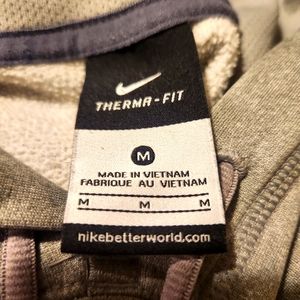 THERMA-FIT
M
MADE IN VIETNAM
FABRIQUE AU VIETNAM
M M M
nikebetterworld.com